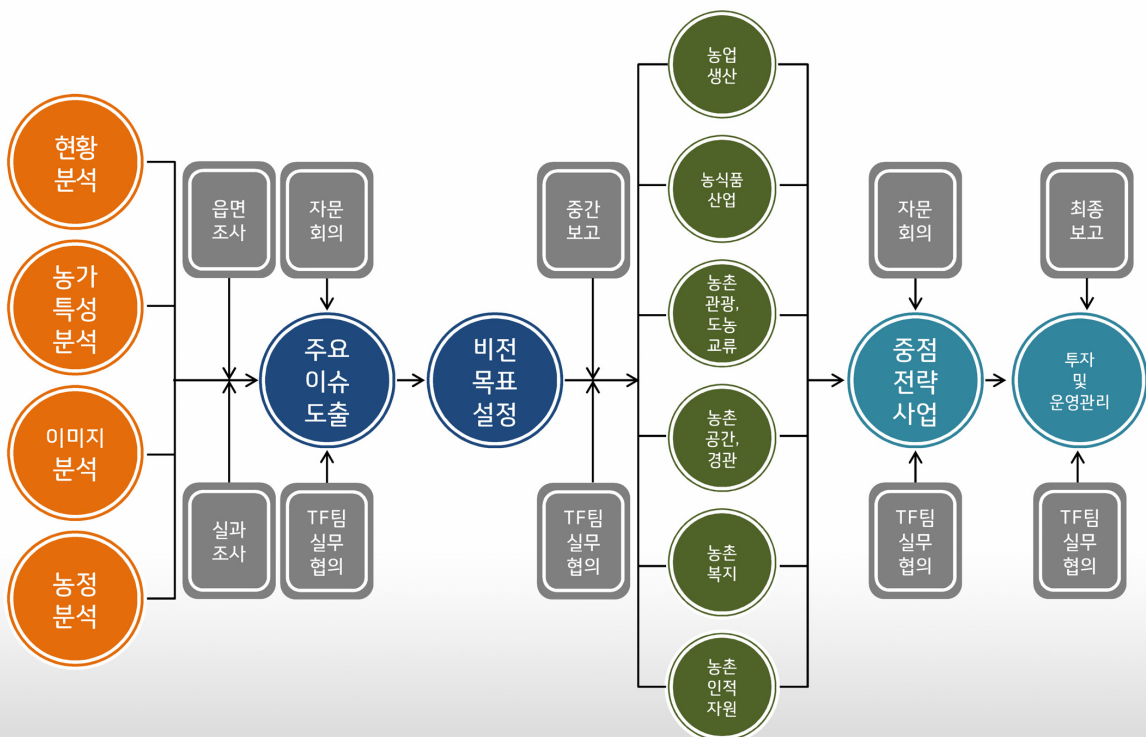 현황
분석
농가
특성
분석
이미지
분석
농정
분석
읍면
조사
실과
조사
자문
회의
주요
이슈
도출
TF팀
실무
협의
비전
목표
설정
중간
보고
TF팀
실무
협의
농업
생산
농식품
산업
농촌
관광,
도농
교류
농촌
공간,
경관
농촌
복지
농촌
인적
자원
자문
회의
중점
전략
사업
TF팀
실무
협의
최종
보고
투자
및
운영관리
TF팀
실무
협의